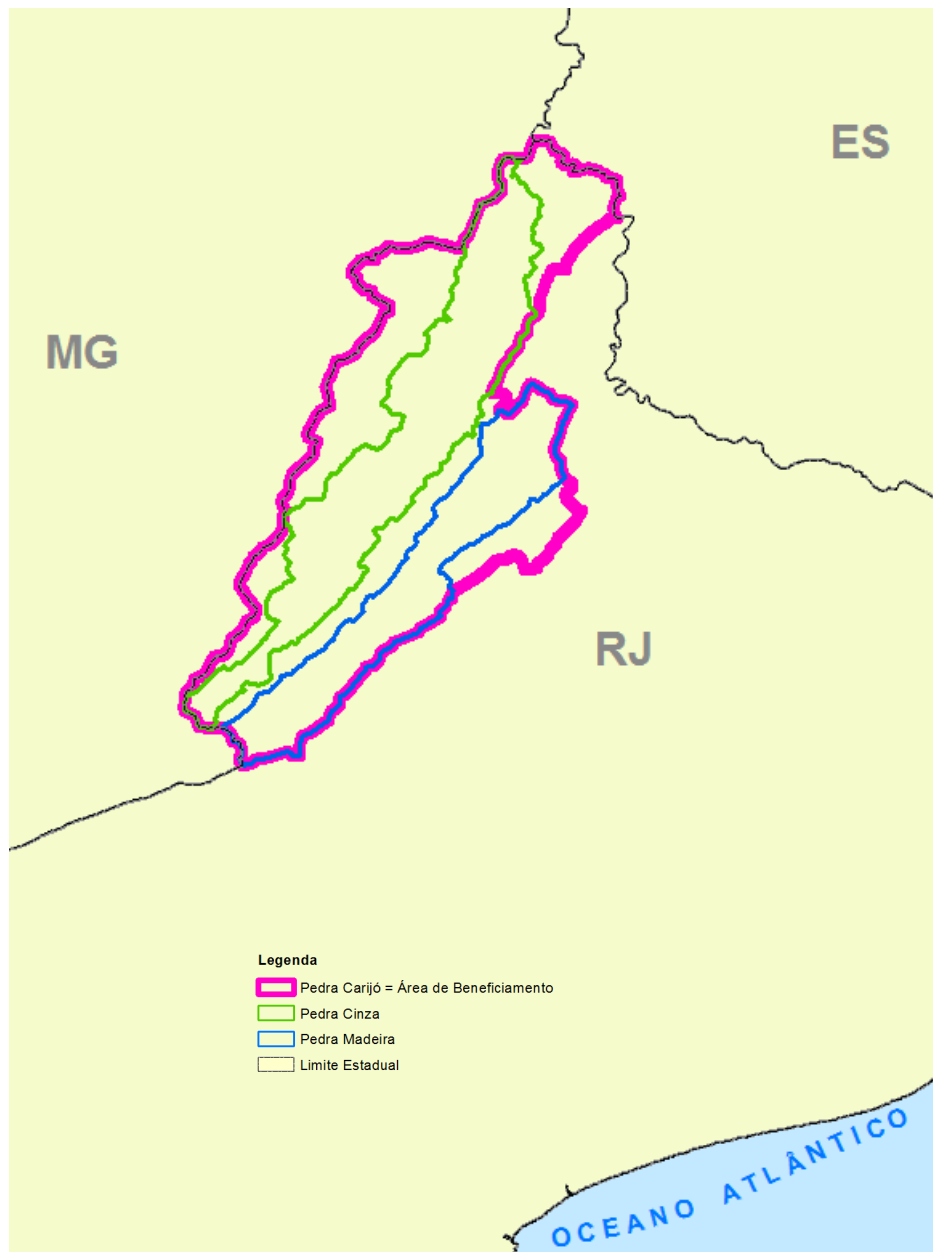 ES
MG
RJ
Legenda
Pedra Carijó = Área de Beneficiamento
Pedra Cinza
Pedra Madeira
Limite Estadual
OCEANO ATLÂNTICO